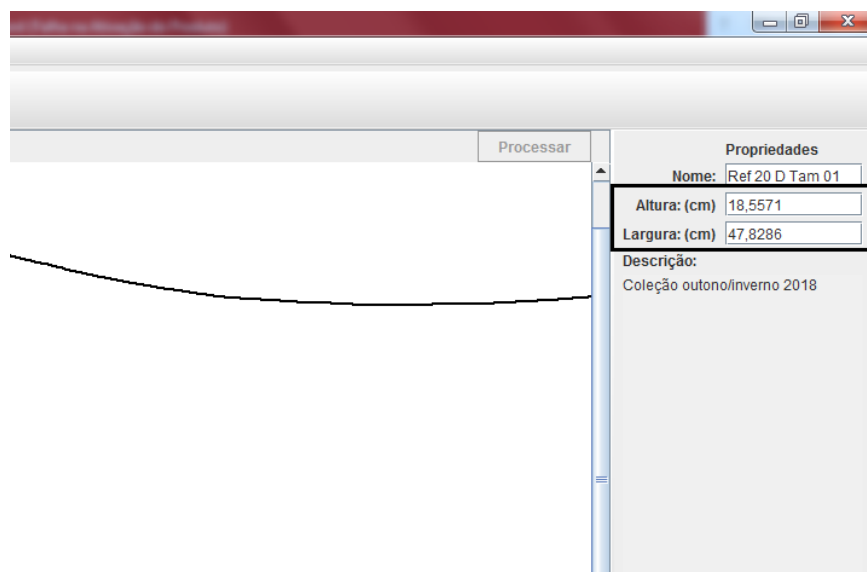 Processar
Propriedades
Nome: Ref 20 D Tam 01
Altura: (cm) 18,5571
Largura: (cm) 47,8286
Descrição:
Coleção outono/inverno 2018